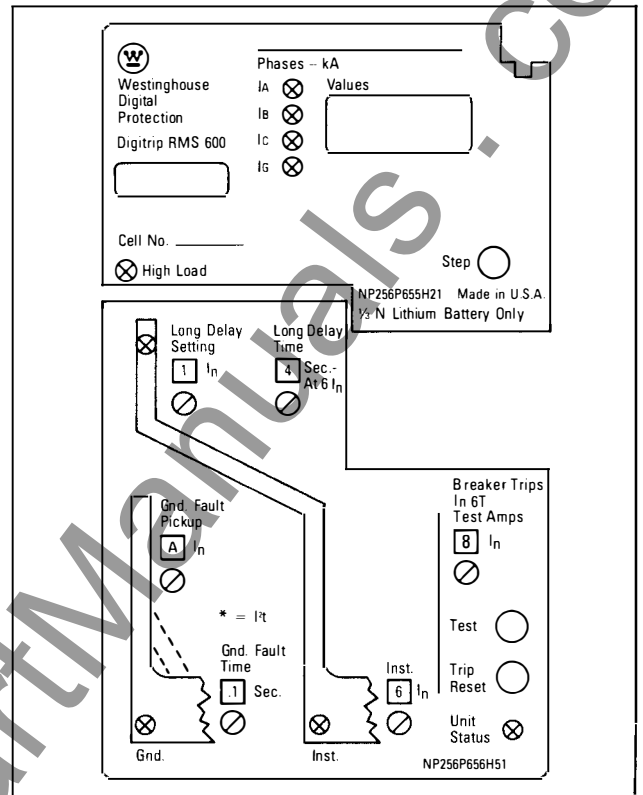 W
Westinghouse
Digital
Protection
Digitrip RMS 600
Phases – kA
IA
IB
IC
IG
Values
Cell No.
High Load
Step
NP256P655H21 Made in U.S.A.
⅓ N Lithium Battery Only
Long Delay
Setting
1 In
Long Delay
Time
4 Sec.-
At 6 In
Gnd. Fault
Pickup
A In
* = I²t
Gnd. Fault
Time
.1 Sec.
Gnd.
Inst.
6 In
Inst.
Breaker Trips
In 6T
Test Amps
8 In
Test
Trip
Reset
Unit
Status
NP256P656H51